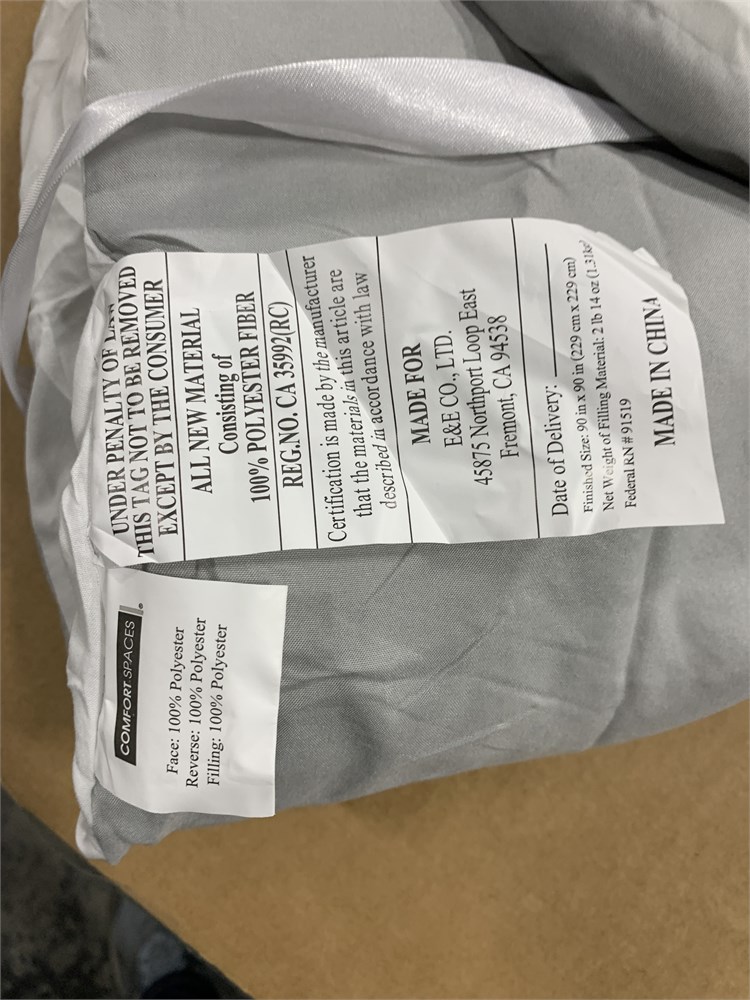 UNDER PENALTY OF LAW
THIS TAG NOT TO BE REMOVED
EXCEPT BY THE CONSUMER
ALL NEW MATERIAL
Consisting of
100% POLYESTER FIBER
REG.NO. CA 35992(RC)
Certification is made by the manufacturer
that the materials in this article are
described in accordance with law
MADE FOR
E&E CO., LTD.
45875 Northport Loop East
Fremont, CA 94538
Date of Delivery:
Finished Size: 90 in x 90 in (229 cm x 229 cm)
Net Weight of Filling Material: 2 lb 14 oz (1.31kg)
Federal RN # 91519
MADE IN CHINA
COMFORT SPACES
Face: 100% Polyester
Reverse: 100% Polyester
Filling: 100% Polyester